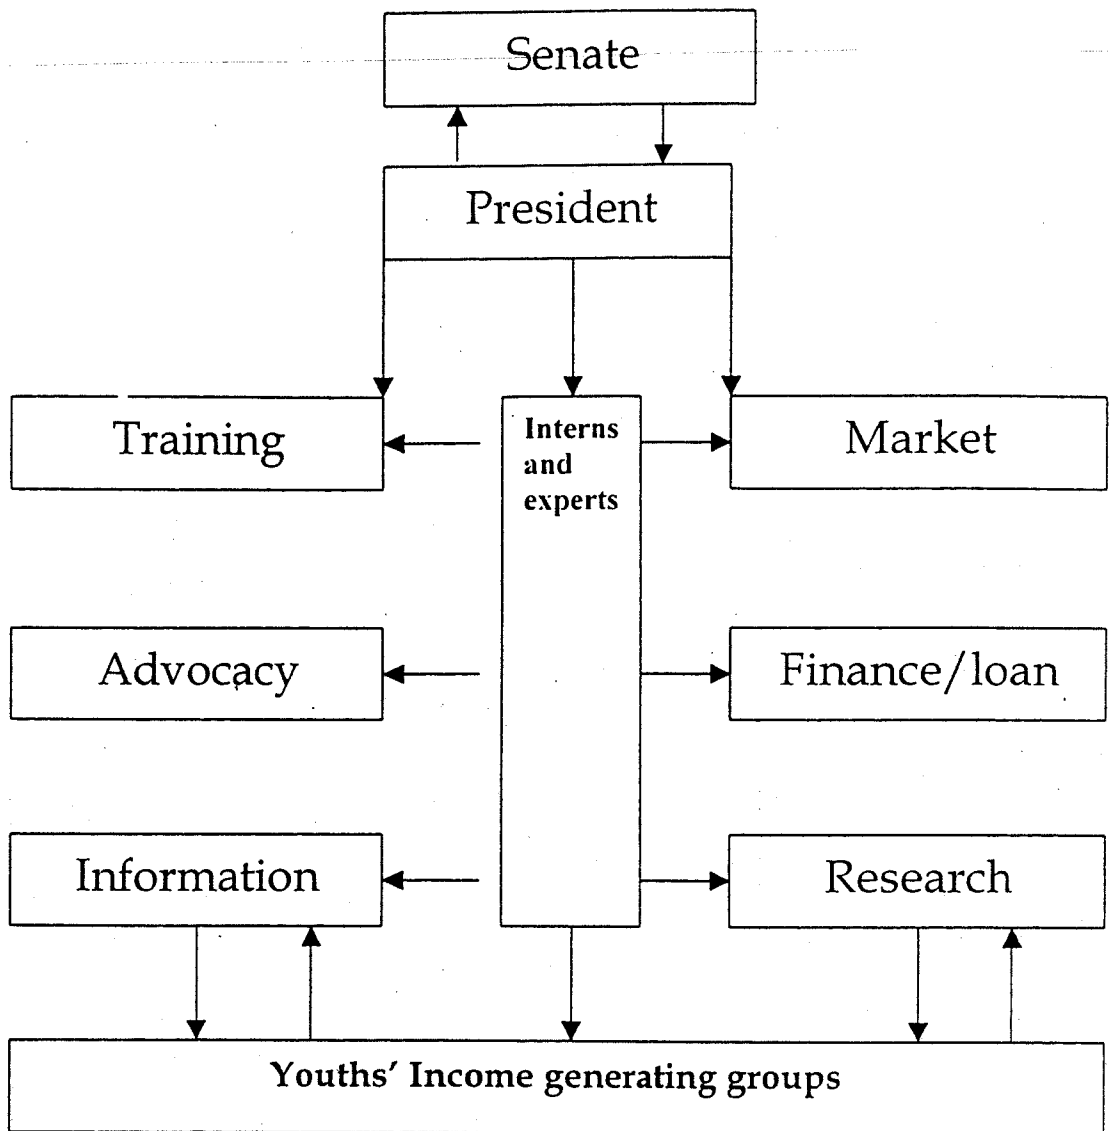 Senate
President
Training
Interns
and
experts
Market
Advocacy
Finance/loan
Information
Research
Youths' Income generating groups